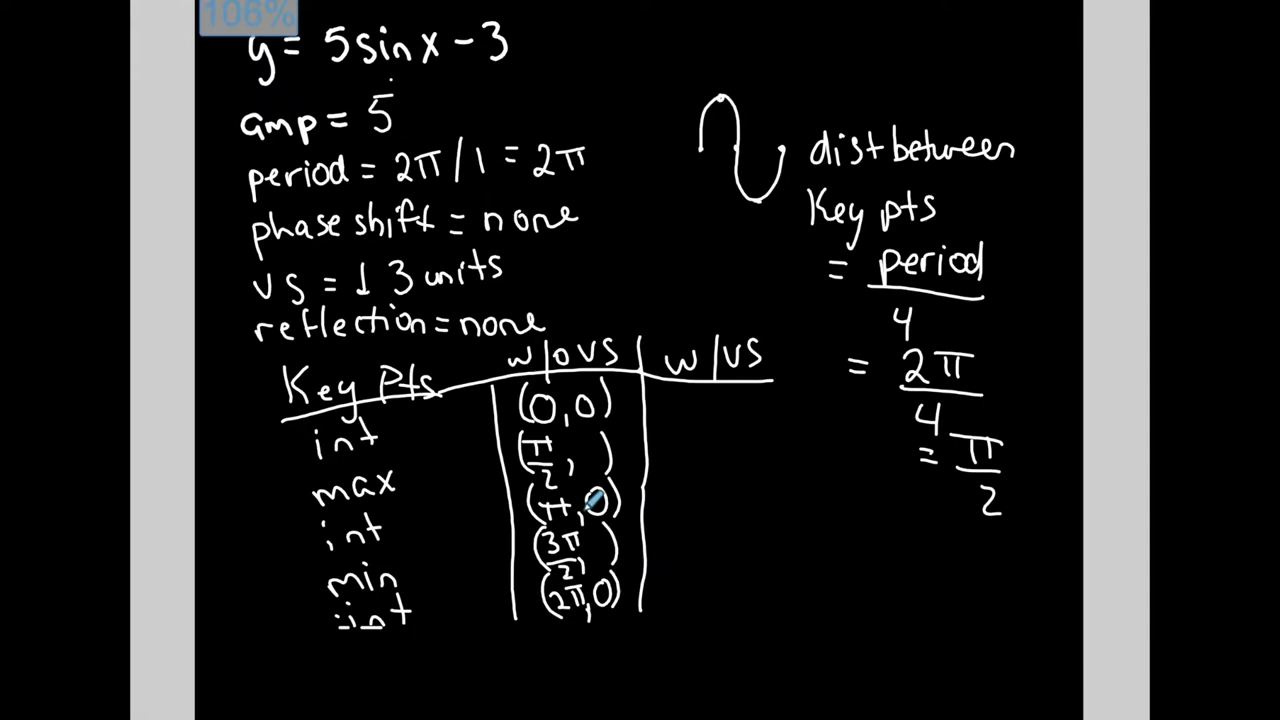 106%
y = 5sinx - 3
amp = 5
period = 2π / 1 = 2π
phase shift = none
vs = ↓ 3 units
reflection = none
dist between
Key pts
= period
4
= 2π
4
= π
2
Key Pts w/o VS w/VS
int (0,0)
max (π/2, )
int (π,0)
min (3π/2, )
int (2π,0)